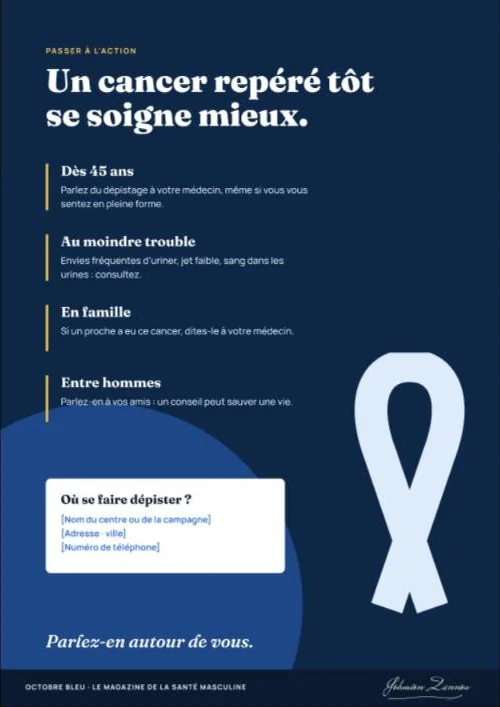 PASSER À L'ACTION
Un cancer repéré tôt
se soigne mieux.
Dès 45 ans
Parlez du dépistage à votre médecin, même si vous vous
sentez en pleine forme.
Au moindre trouble
Envies fréquentes d'uriner, jet faible, sang dans les
urines : consultez.
En famille
Si un proche a eu ce cancer, dites-le à votre médecin.
Entre hommes
Parlez-en à vos amis : un conseil peut sauver une vie.
Où se faire dépister ?
[Nom du centre ou de la campagne]
[Adresse · ville]
[Numéro de téléphone]
Parlez-en autour de vous.
OCTOBRE BLEU · LE MAGAZINE DE LA SANTÉ MASCULINE